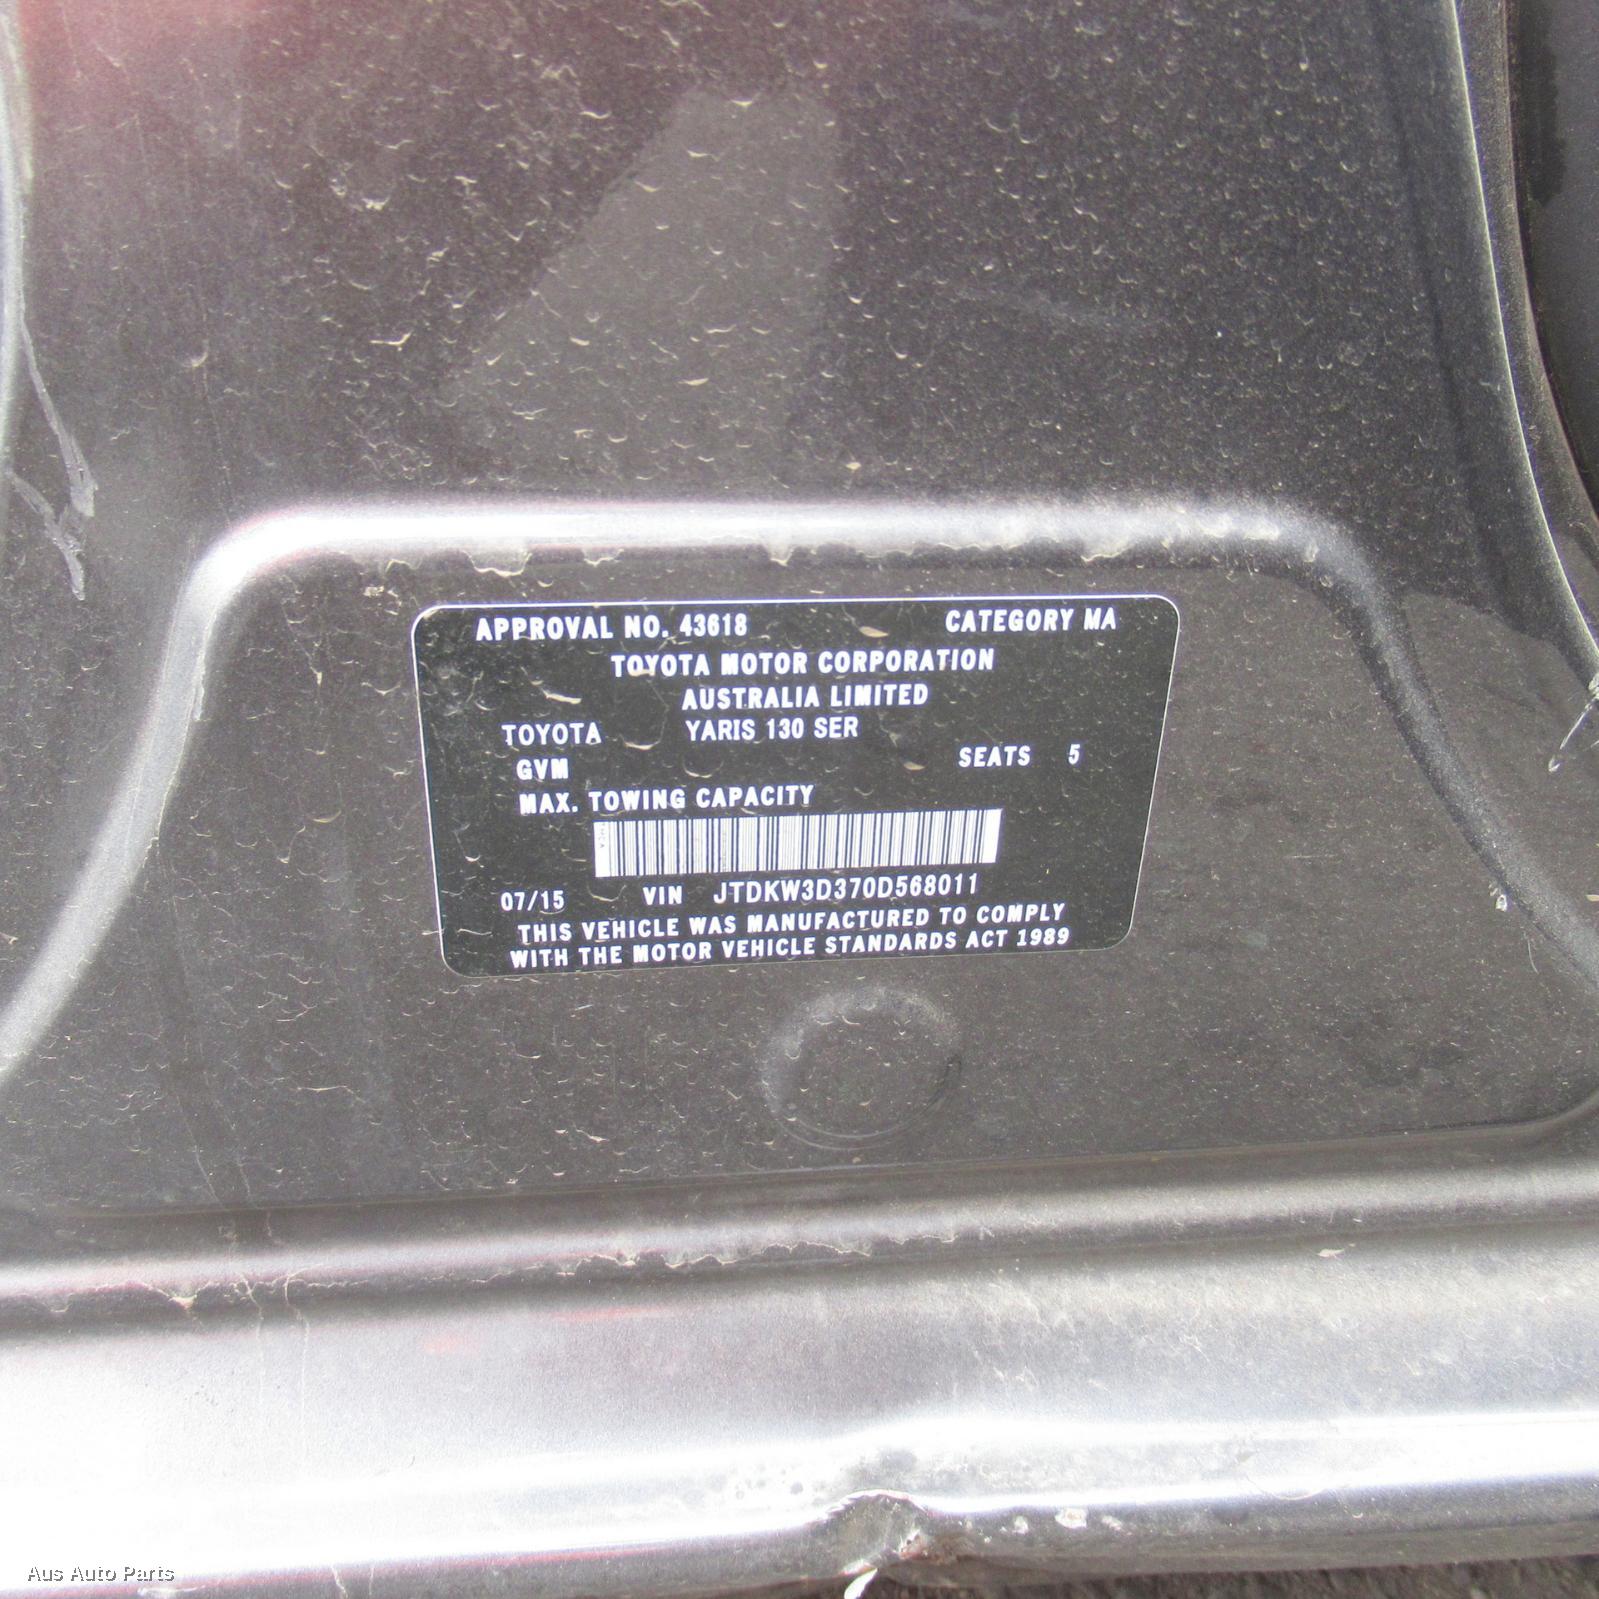 APPROVAL NO. 43618 CATEGORY MA
TOYOTA MOTOR CORPORATION
AUSTRALIA LIMITED
TOYOTA YARIS 130 SER
GVM SEATS 5
MAX. TOWING CAPACITY
07/15 VIN JTDKW3D370D568011
THIS VEHICLE WAS MANUFACTURED TO COMPLY
WITH THE MOTOR VEHICLE STANDARDS ACT 1989
Aus Auto Parts